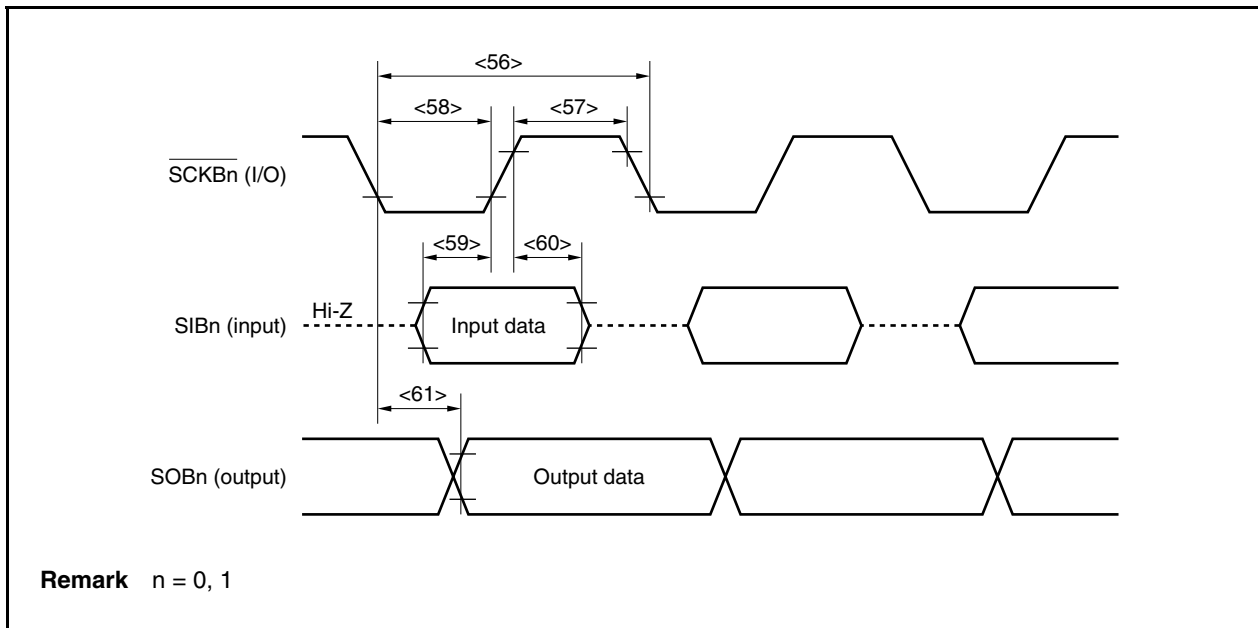 <56>
<58> <57>
SCKBn (I/O)
<59> <60>
Hi-Z
SIBn (input) Input data
<61>
SOBn (output) Output data
Remark n = 0, 1